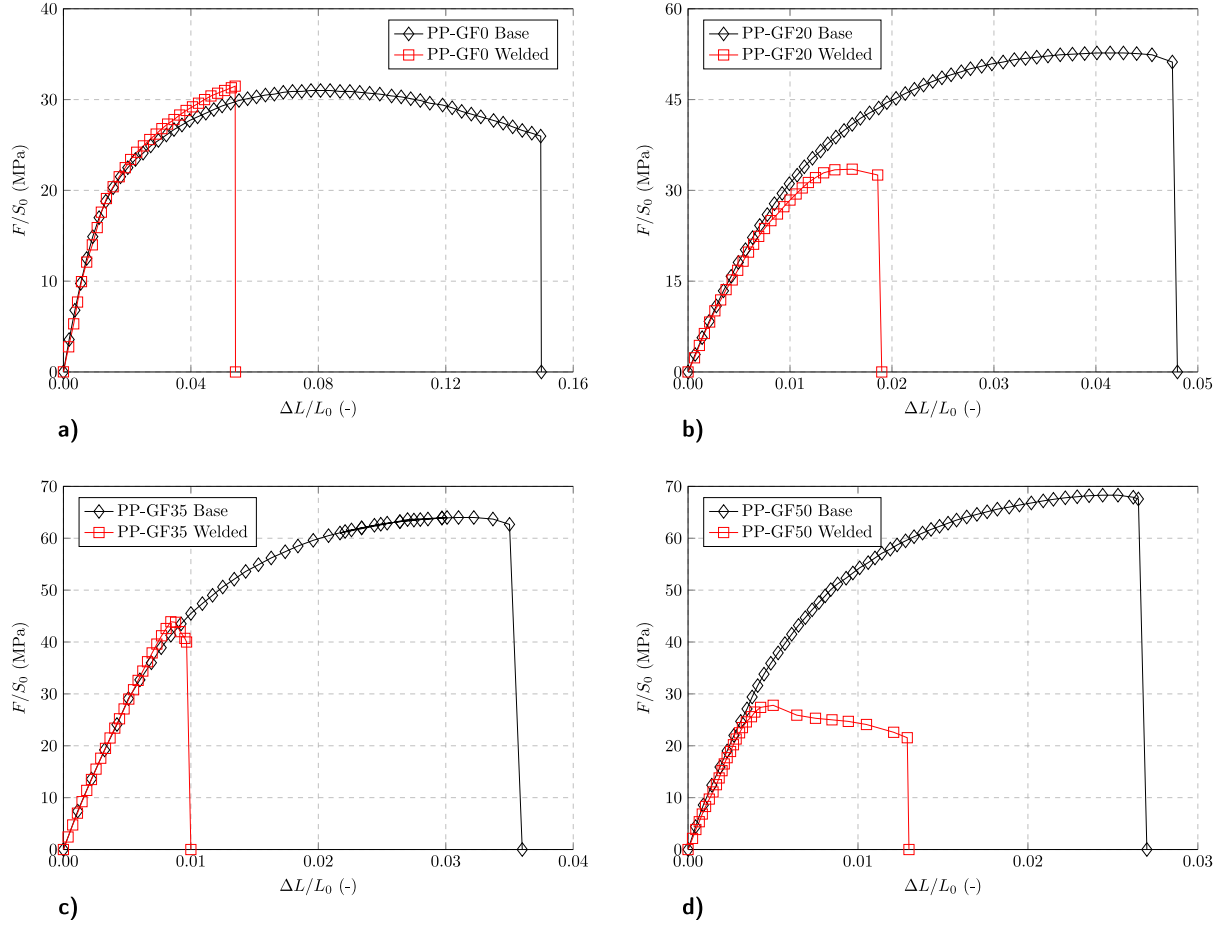 PP-GF0 Base
PP-GF0 Welded
40
30
20
10
0
F/S₀ (MPa)
0.00 0.04 0.08 0.12 0.16
ΔL/L₀ (-)
a)
PP-GF20 Base
PP-GF20 Welded
60
45
30
15
0
F/S₀ (MPa)
0.00 0.01 0.02 0.03 0.04 0.05
ΔL/L₀ (-)
b)
PP-GF35 Base
PP-GF35 Welded
70
60
50
40
30
20
10
0
F/S₀ (MPa)
0.00 0.01 0.02 0.03 0.04
ΔL/L₀ (-)
c)
PP-GF50 Base
PP-GF50 Welded
70
60
50
40
30
20
10
0
F/S₀ (MPa)
0.00 0.01 0.02 0.03
ΔL/L₀ (-)
d)